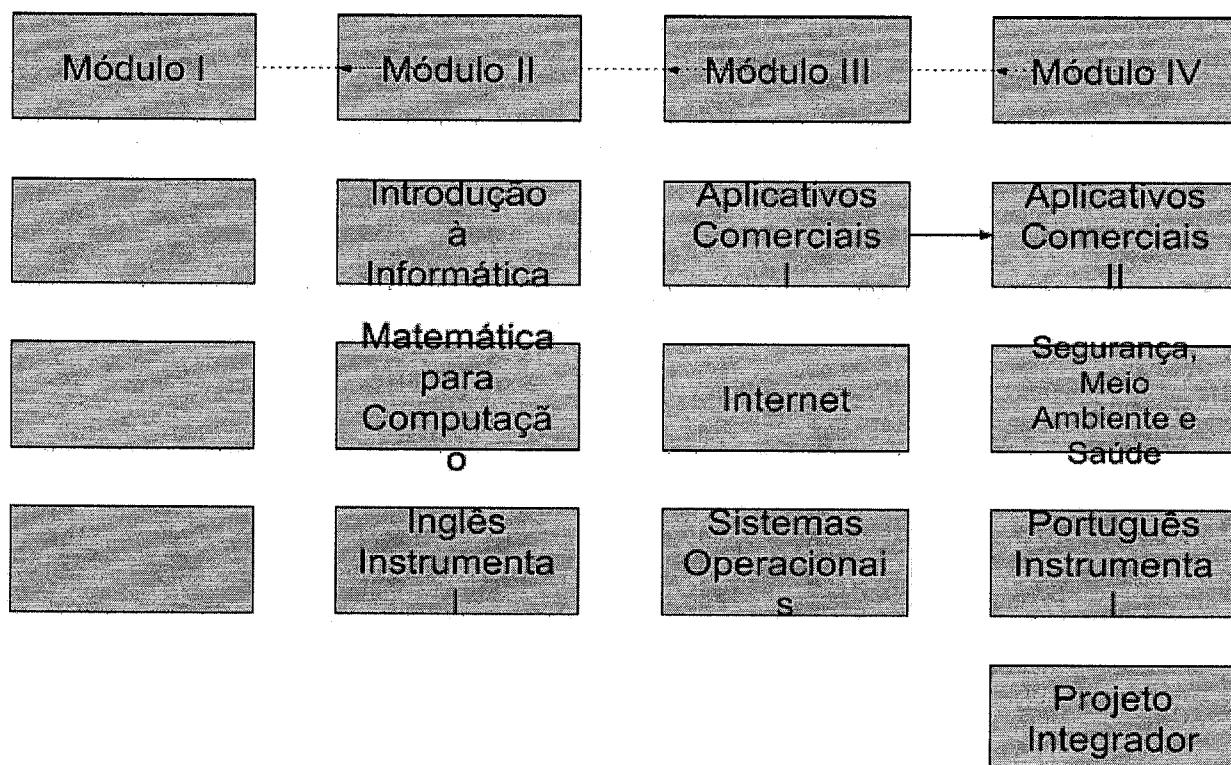 Módulo I
Módulo II
Módulo III
Módulo IV
Introdução
à
Informática
Aplicativos
Comerciais
I
Aplicativos
Comerciais
II
Matemática
para
Computaçã
o
Internet
Segurança,
Meio
Ambiente e
Saúde
Inglês
Instrumenta
l
Sistemas
Operacionai
s
Português
Instrumenta
l
Projeto
Integrador